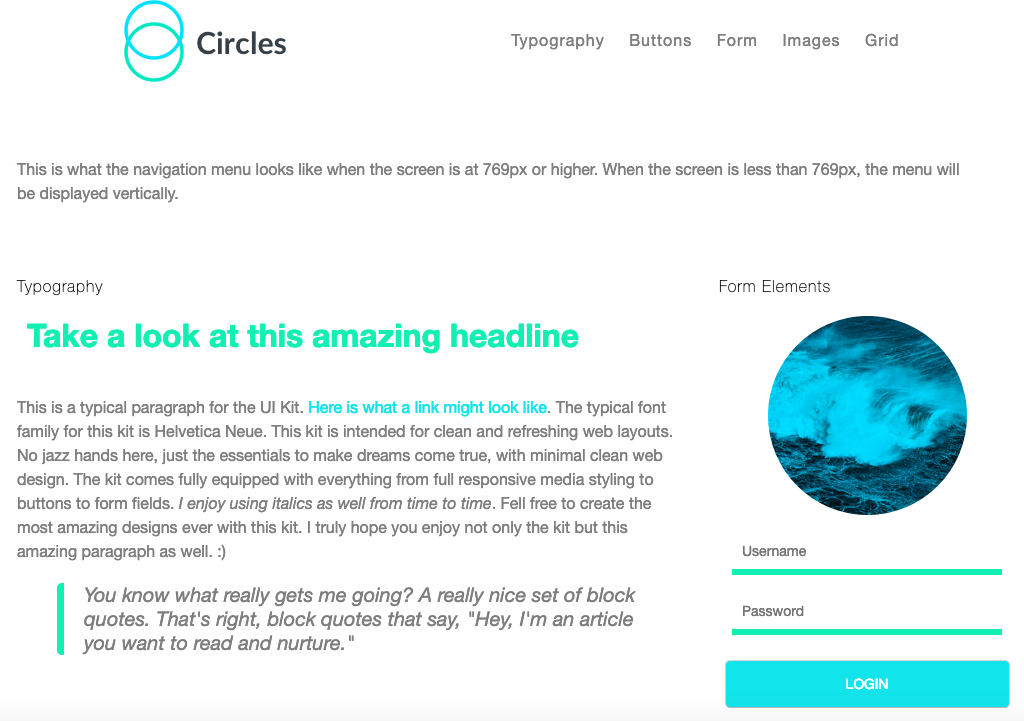 Circles
Typography Buttons Form Images Grid
This is what the navigation menu looks like when the screen is at 769px or higher. When the screen is less than 769px, the menu will
be displayed vertically.
Typography
Take a look at this amazing headline
This is a typical paragraph for the UI Kit. Here is what a link might look like. The typical font
family for this kit is Helvetica Neue. This kit is intended for clean and refreshing web layouts.
No jazz hands here, just the essentials to make dreams come true, with minimal clean web
design. The kit comes fully equipped with everything from full responsive media styling to
buttons to form fields. I enjoy using italics as well from time to time. Fell free to create the
most amazing designs ever with this kit. I truly hope you enjoy not only the kit but this
amazing paragraph as well. :)
You know what really gets me going? A really nice set of block
quotes. That's right, block quotes that say, "Hey, I'm an article
you want to read and nurture."
Form Elements
Username
Password
LOGIN